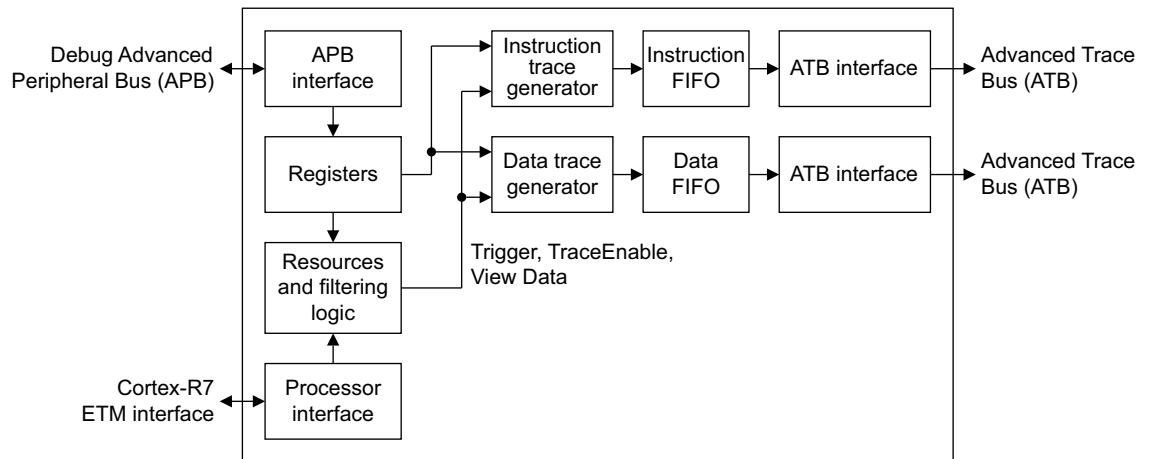 Debug Advanced
Peripheral Bus (APB)
APB
interface
Instruction
trace
generator
Instruction
FIFO
ATB interface
Advanced Trace
Bus (ATB)
Registers
Data trace
generator
Data
FIFO
ATB interface
Advanced Trace
Bus (ATB)
Resources
and filtering
logic
Trigger, TraceEnable,
View Data
Cortex-R7
ETM interface
Processor
interface